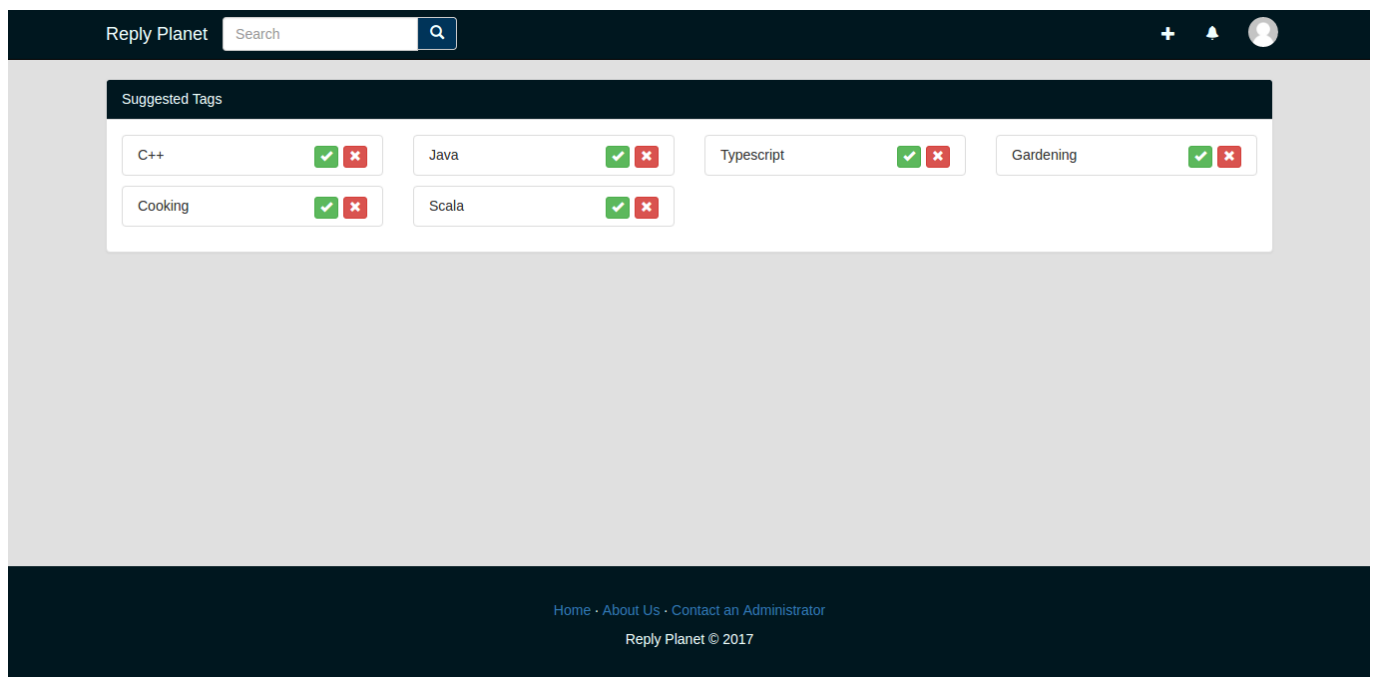 Reply Planet Search
Suggested Tags
C++ Java Typescript Gardening
Cooking Scala
Home · About Us · Contact an Administrator
Reply Planet © 2017